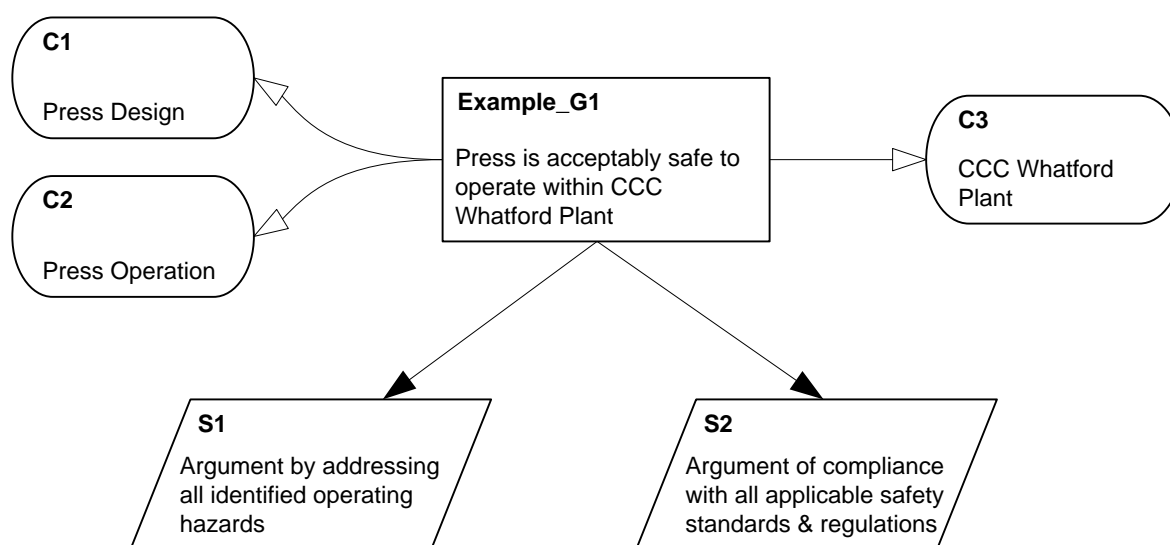 C1
Press Design
C2
Press Operation
Example_G1
Press is acceptably safe to
operate within CCC
Whatford Plant
C3
CCC Whatford
Plant
S1
Argument by addressing
all identified operating
hazards
S2
Argument of compliance
with all applicable safety
standards & regulations